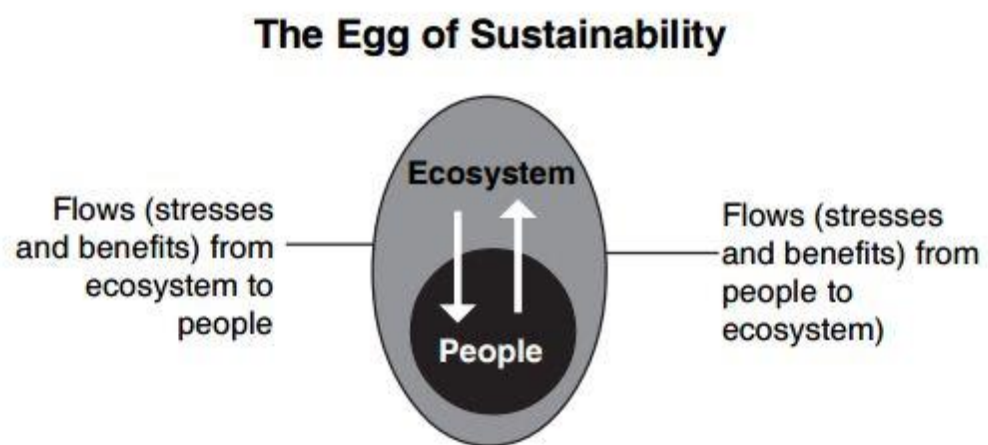 The Egg of Sustainability
Ecosystem
Flows (stresses
and benefits) from
ecosystem to
people
Flows (stresses
and benefits) from
people to
ecosystem)
People